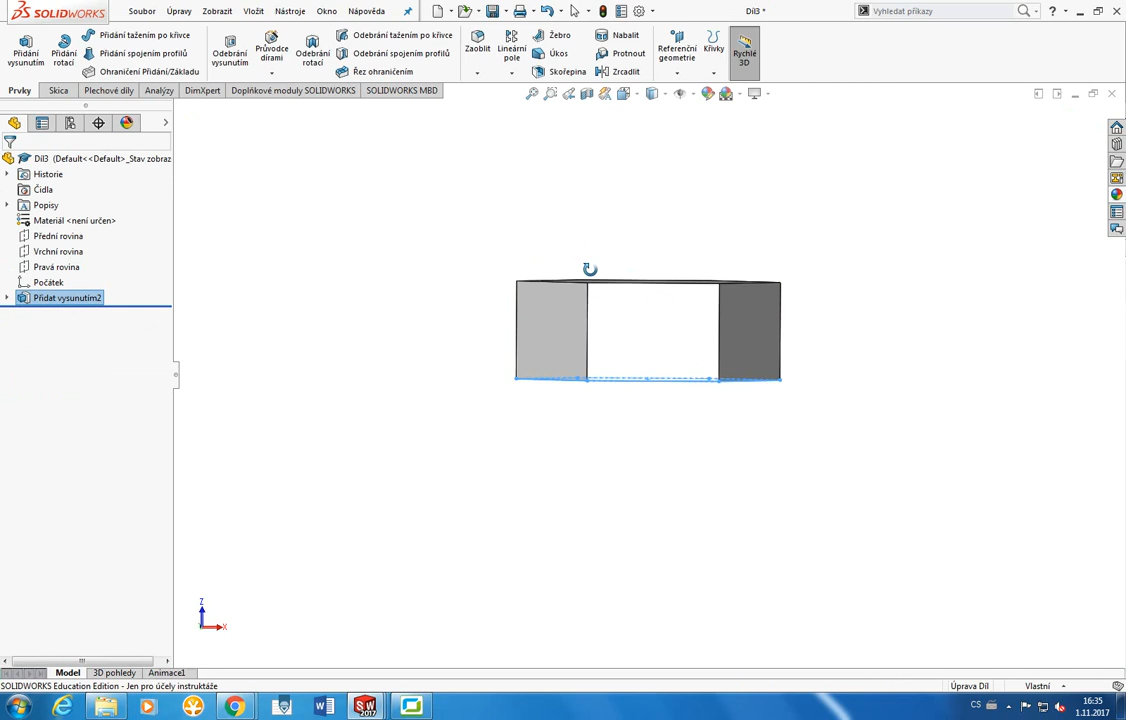 SOLIDWORKS
Soubor Úpravy Zobrazit Vložit Nástroje Okno Nápověda
Díl3 *
Vyhledat příkazy
Přidání vysunutím
Přidání rotací
Přidání tažením po křivce
Přidání spojením profilů
Ohraničení Přidání/Základu
Odebrání vysunutím
Průvodce dírami
Odebrání rotací
Odebrání tažením po křivce
Odebrání spojením profilů
Řez ohraničením
Zaoblit
Lineární pole
Žebro
Úkos
Skořepina
Nabalit
Protnout
Zrcadlit
Referenční geometrie
Křivky
Rychlé 3D
Prvky Skica Plechové díly Analýzy DimXpert Doplňkové moduly SOLIDWORKS SOLIDWORKS MBD
Díl3 (Default<<Default>_Stav zobraz
Historie
Čidla
Popisy
Materiál <není určen>
Přední rovina
Vrchní rovina
Pravá rovina
Počátek
Přidat vysunutím2
Z
X
Model 3D pohledy Animace1
SOLIDWORKS Education Edition - Jen pro účely instruktáže
Úprava Díl
Vlastní
SW
2017
CS
16:35
1.11.2017